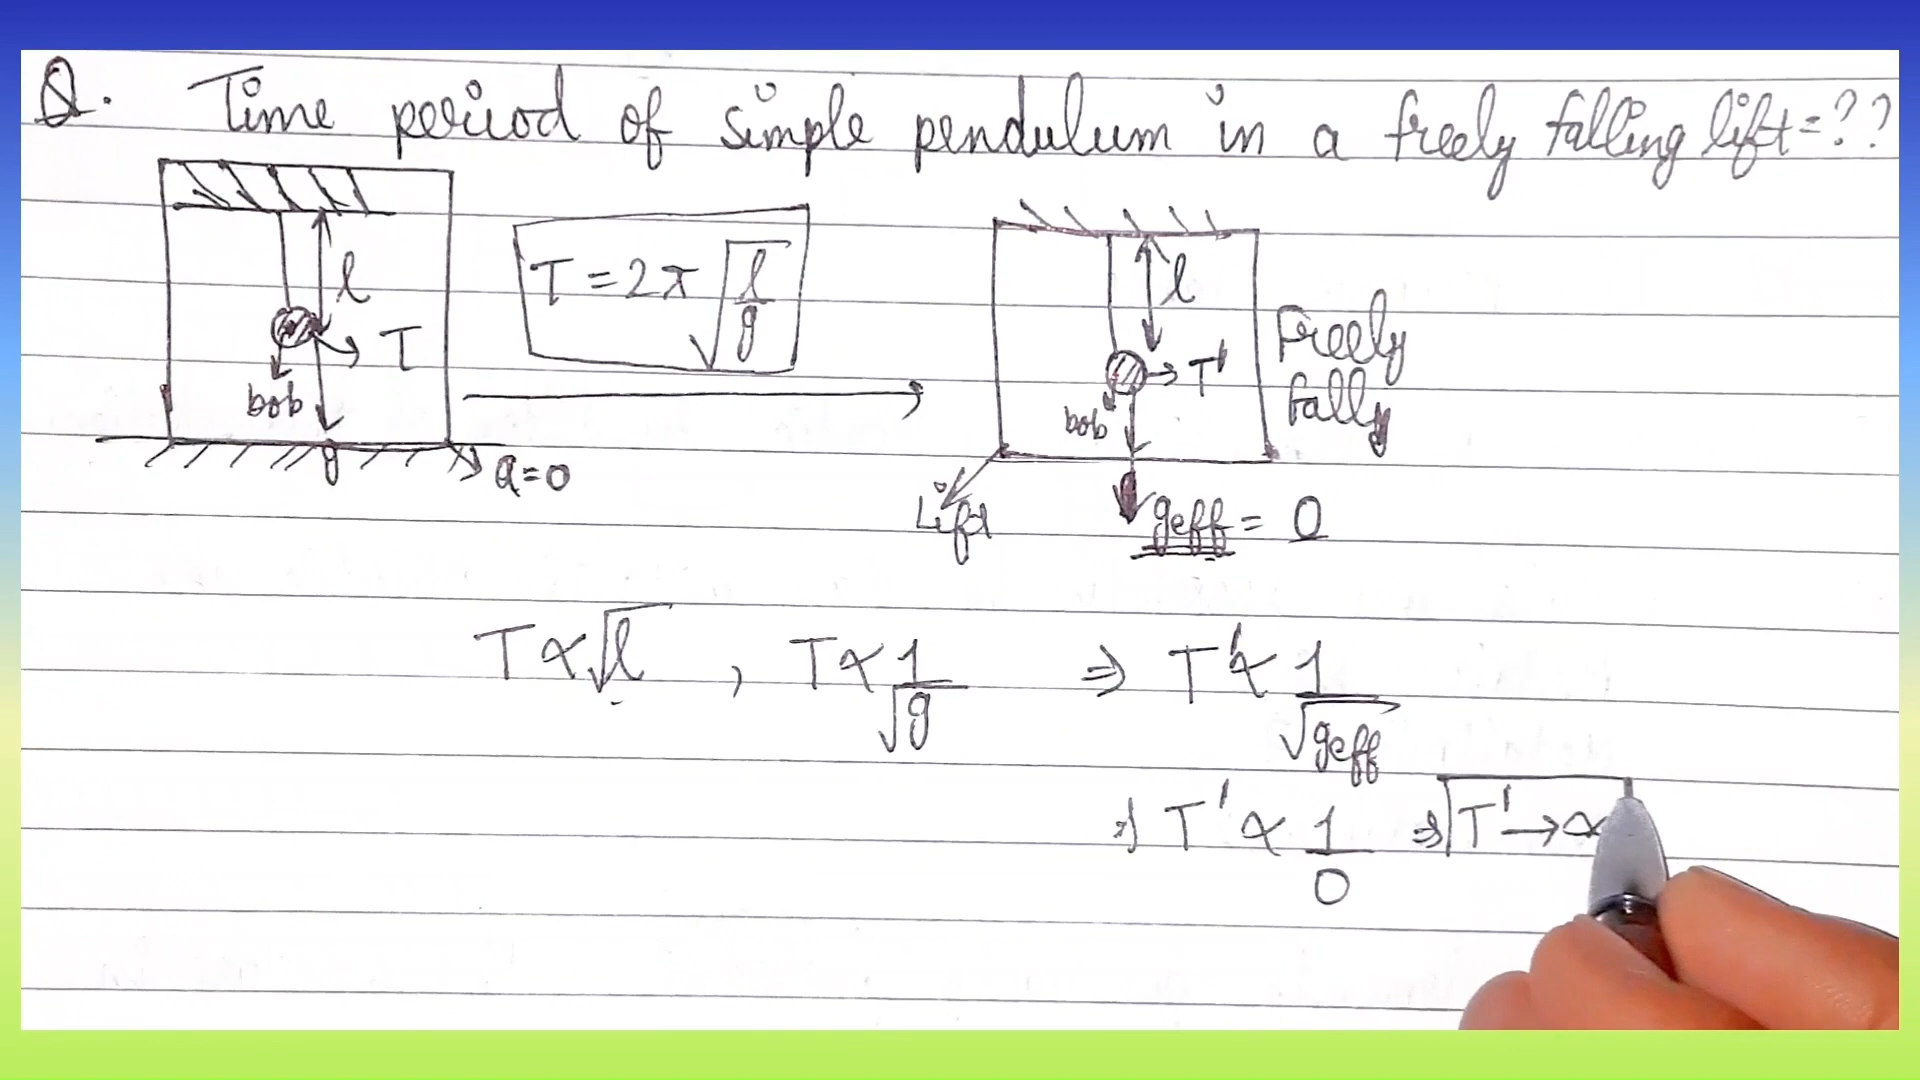 Q. Time period of simple pendulum in a freely falling lift=??
l
T
bob
g
a=0
T = 2π √l/g
l
T'
bob
Freely
fally
Lift
geff = 0
T ∝ √l , T ∝ 1/√g ⇒ T' ∝ 1/√geff
⇒ T' ∝ 1/0 ⇒ T' → ∞